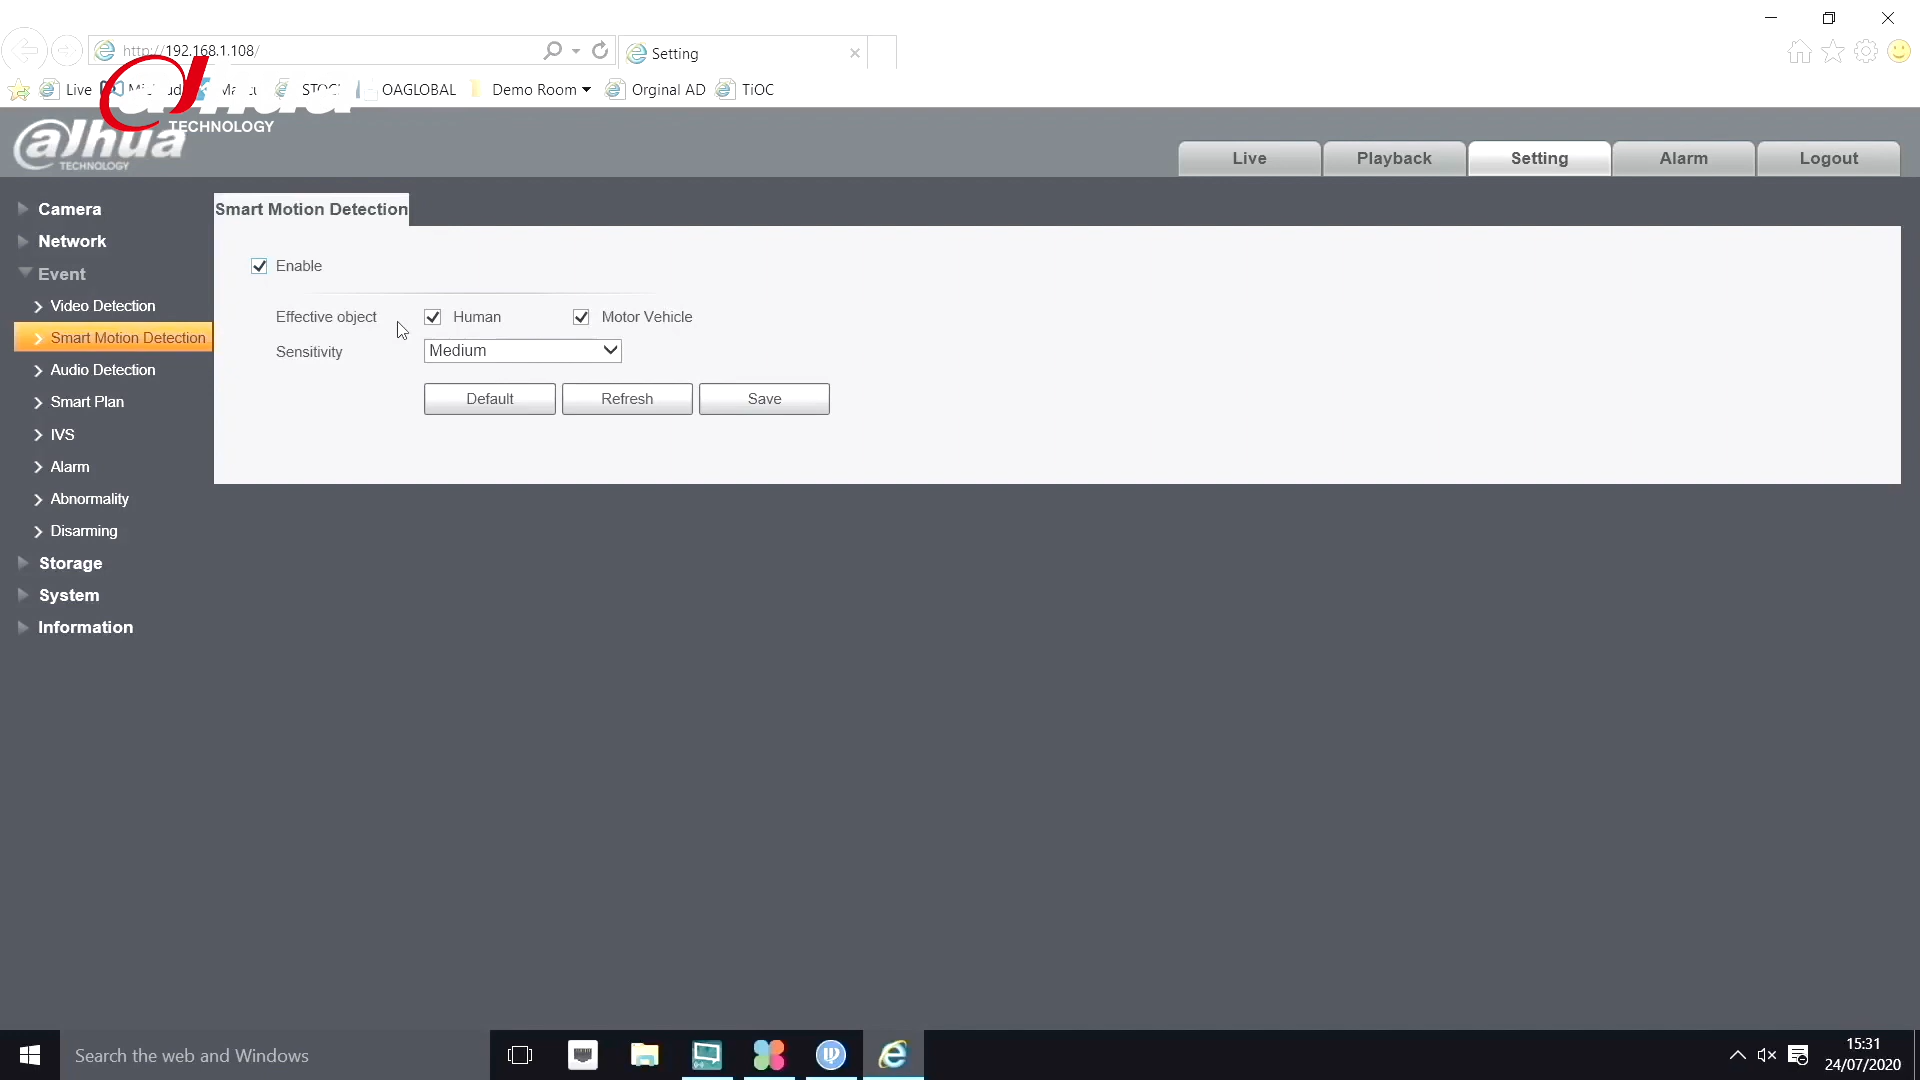 http://192.168.1.108/
Setting
Live
STOC
OAGLOBAL
Demo Room
Orginal AD
TiOC
TECHNOLOGY
alhua
TECHNOLOGY
Live
Playback
Setting
Alarm
Logout
Camera
Network
Event
Video Detection
Smart Motion Detection
Audio Detection
Smart Plan
IVS
Alarm
Abnormality
Disarming
Storage
System
Information
Smart Motion Detection
Enable
Effective object
Human
Motor Vehicle
Sensitivity
Medium
Default
Refresh
Save
Search the web and Windows
15:31
24/07/2020